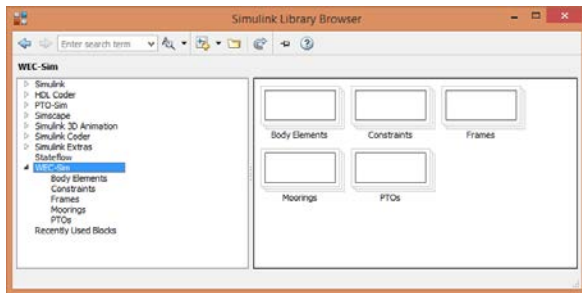 Simulink Library Browser
Enter search term
WEC-Sim
Simulink
HDL Coder
PTO-Sim
Simscape
Simulink 3D Animation
Simulink Coder
Simulink Extras
Stateflow
WEC-Sim
Body Elements
Constraints
Frames
Moorings
PTOs
Recently Used Blocks
Body Elements Constraints Frames
Moorings PTOs